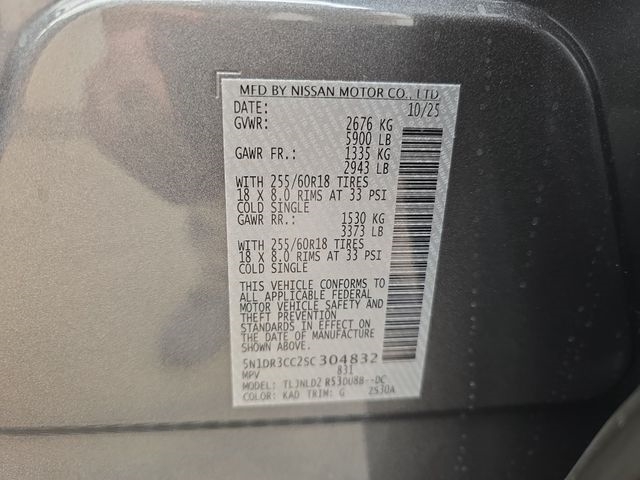 MFD BY NISSAN MOTOR CO., LTD.
DATE: 10/25
GVWR: 2676 KG
5900 LB
GAWR FR.: 1335 KG
2943 LB
WITH 255/60R18 TIRES
18 X 8.0 RIMS AT 33 PSI
COLD SINGLE
GAWR RR.: 1530 KG
3373 LB
WITH 255/60R18 TIRES
18 X 8.0 RIMS AT 33 PSI
COLD SINGLE
THIS VEHICLE CONFORMS TO
ALL APPLICABLE FEDERAL
MOTOR VEHICLE SAFETY AND
THEFT PREVENTION
STANDARDS IN EFFECT ON
THE DATE OF MANUFACTURE
SHOWN ABOVE.
5N1DR3CC2SC304832
MPV 831
MODEL: TLJNLDZ R53DU8B--DC
COLOR: KAD TRIM: G 2530A